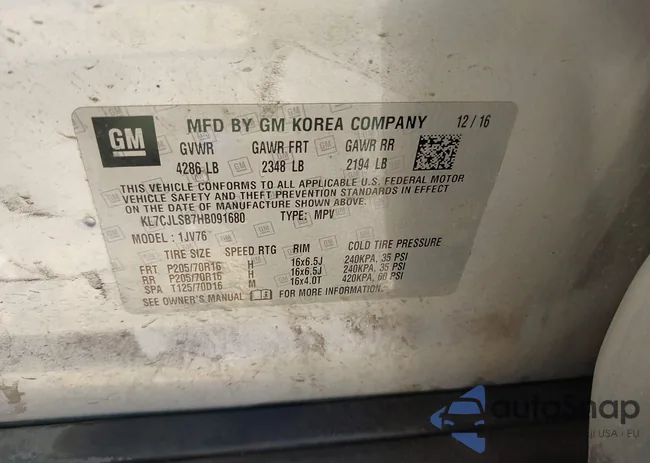 GM
MFD BY GM KOREA COMPANY 12/16
GVWR GAWR FRT GAWR RR
4286 LB 2348 LB 2194 LB
THIS VEHICLE CONFORMS TO ALL APPLICABLE U.S. FEDERAL MOTOR
VEHICLE SAFETY AND THEFT PREVENTION STANDARDS IN EFFECT ON
THE DATE OF MANUFACTURE SHOWN ABOVE.
KL7CJLSB7HB091680 TYPE: MPV
MODEL: 1JV76
TIRE SIZE SPEED RTG RIM COLD TIRE PRESSURE
FRT P205/70R16 H 16x6.5J 240KPA, 35 PSI
RR P205/70R16 H 16x6.5J 240KPA, 35 PSI
SPA T125/70D16 M 16x4.0T 420KPA, 60 PSI
SEE OWNER'S MANUAL FOR MORE INFORMATION.
autoSnap
USA - EU